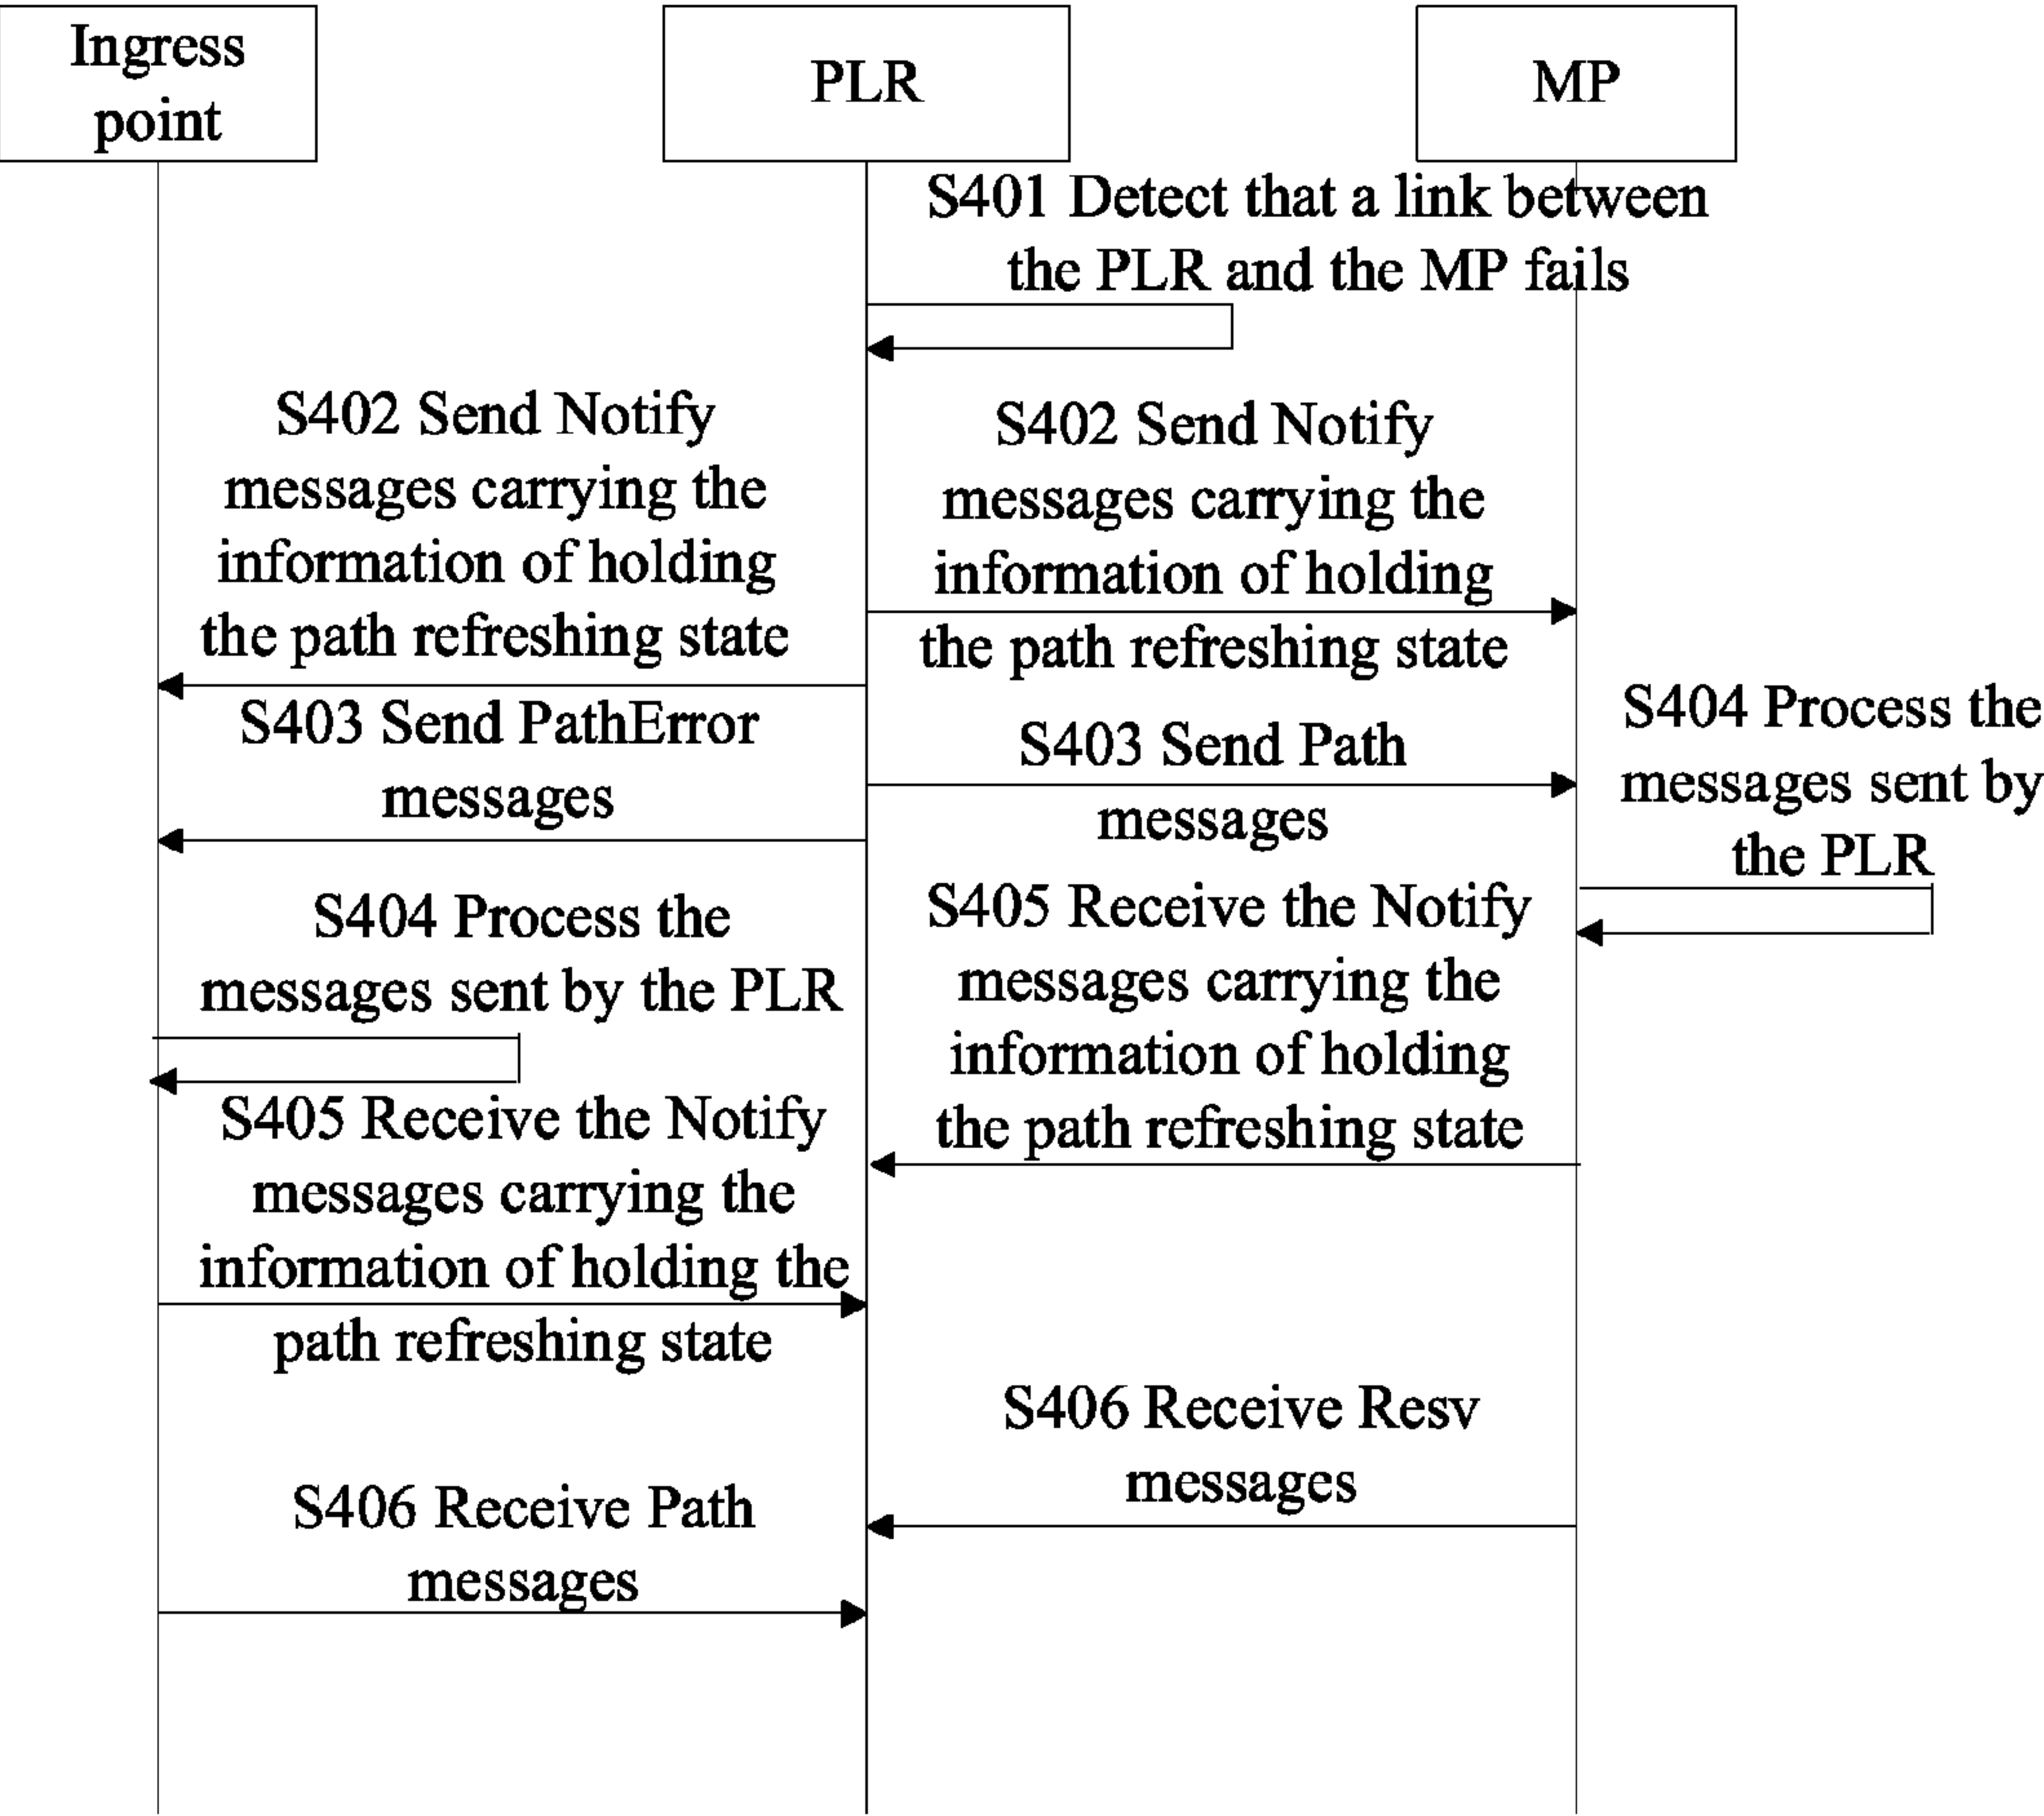 Ingress
point
PLR
MP
S401 Detect that a link between
the PLR and the MP fails
S402 Send Notify
messages carrying the
information of holding
the path refreshing state
S402 Send Notify
messages carrying the
information of holding
the path refreshing state
S403 Send PathError
messages
S403 Send Path
messages
S404 Process the
messages sent by
the PLR
S404 Process the
messages sent by the PLR
S405 Receive the Notify
messages carrying the
information of holding
the path refreshing state
S405 Receive the Notify
messages carrying the
information of holding the
path refreshing state
S406 Receive Resv
messages
S406 Receive Path
messages